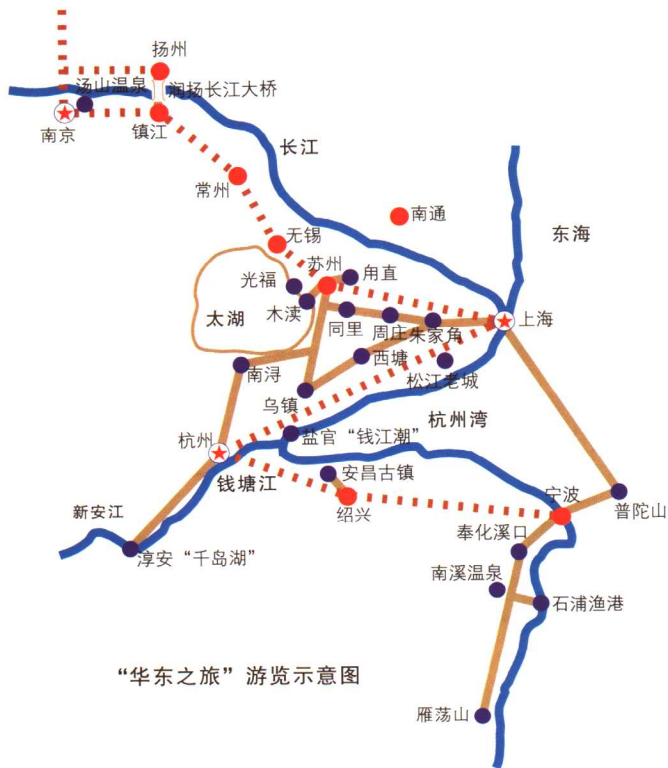 扬州
汤山温泉
润扬长江大桥
南京
镇江
长江
常州
南通
无锡
东海
苏州
甪直
光福
太湖
木渎
同里
周庄
朱家角
上海
西塘
南浔
松江老城
乌镇
杭州湾
杭州
盐官“钱江潮”
安昌古镇
钱塘江
宁波
新安江
绍兴
普陀山
奉化溪口
淳安“千岛湖”
南溪温泉
石浦渔港
“华东之旅”游览示意图
雁荡山